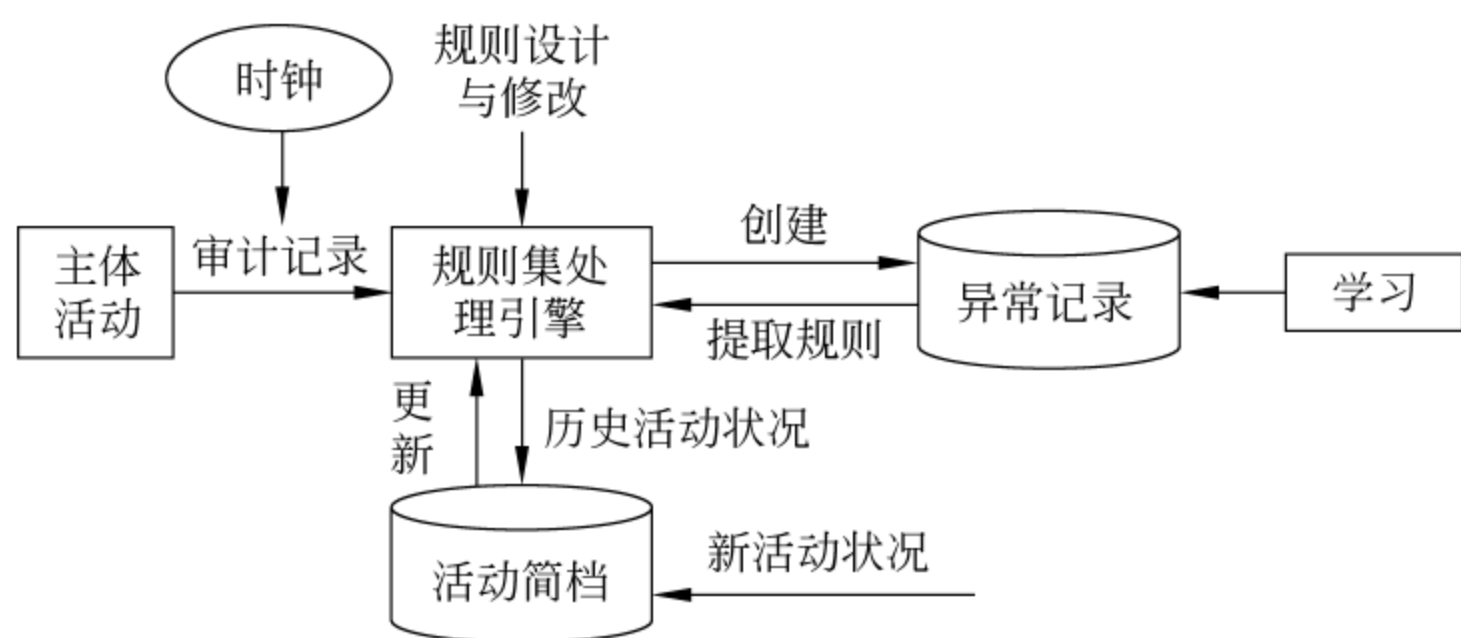 时钟
规则设计
与修改
主体
活动
审计记录
规则集处
理引擎
创建
提取规则
异常记录
学习
更
新
历史活动状况
活动简档
新活动状况